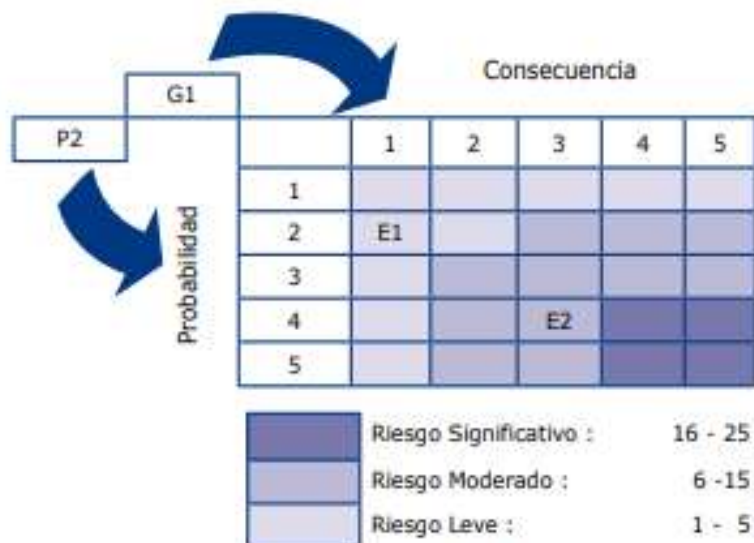 Consecuencia
G1
P2
1 2 3 4 5
Probabilidad
1
2 E1
3
4 E2
5
Riesgo Significativo : 16 - 25
Riesgo Moderado : 6 -15
Riesgo Leve : 1 - 5